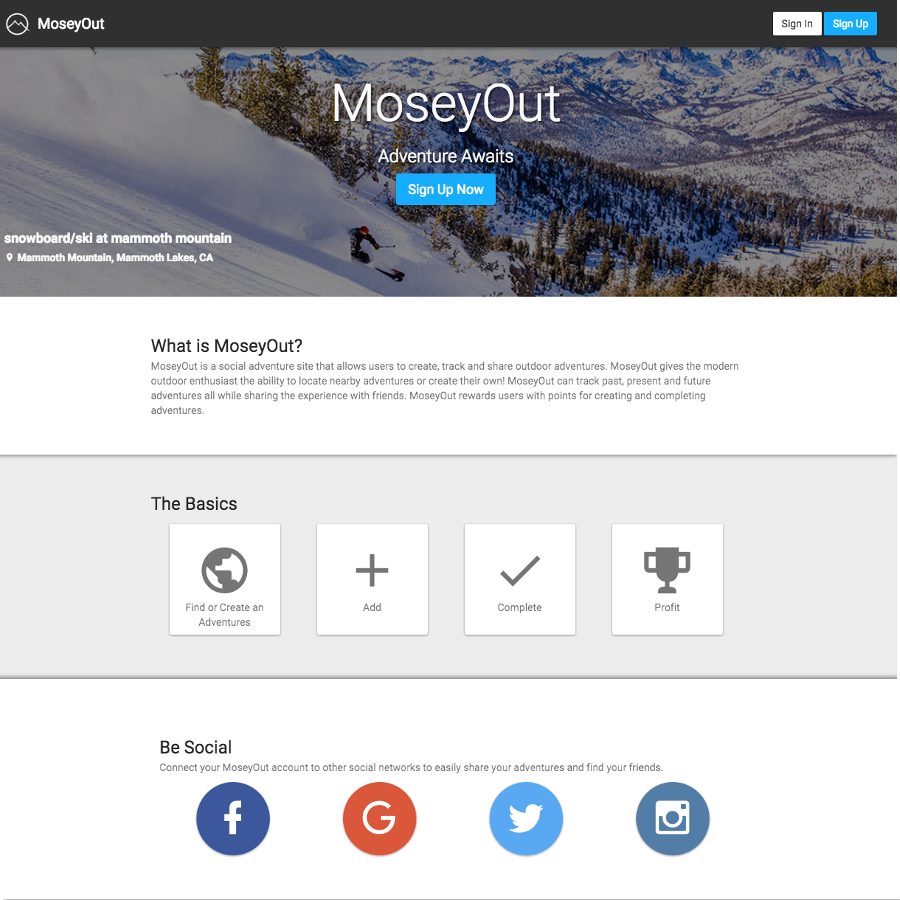 MoseyOut
Sign In
Sign Up
MoseyOut
Adventure Awaits
Sign Up Now
snowboard/ski at mammoth mountain
Mammoth Mountain, Mammoth Lakes, CA
What is MoseyOut?
MoseyOut is a social adventure site that allows users to create, track and share outdoor adventures. MoseyOut gives the modern
outdoor enthusiast the ability to locate nearby adventures or create their own! MoseyOut can track past, present and future
adventures all while sharing the experience with friends. MoseyOut rewards users with points for creating and completing
adventures.
The Basics
Find or Create an
Adventures
Add
Complete
Profit
Be Social
Connect your MoseyOut account to other social networks to easily share your adventures and find your friends.